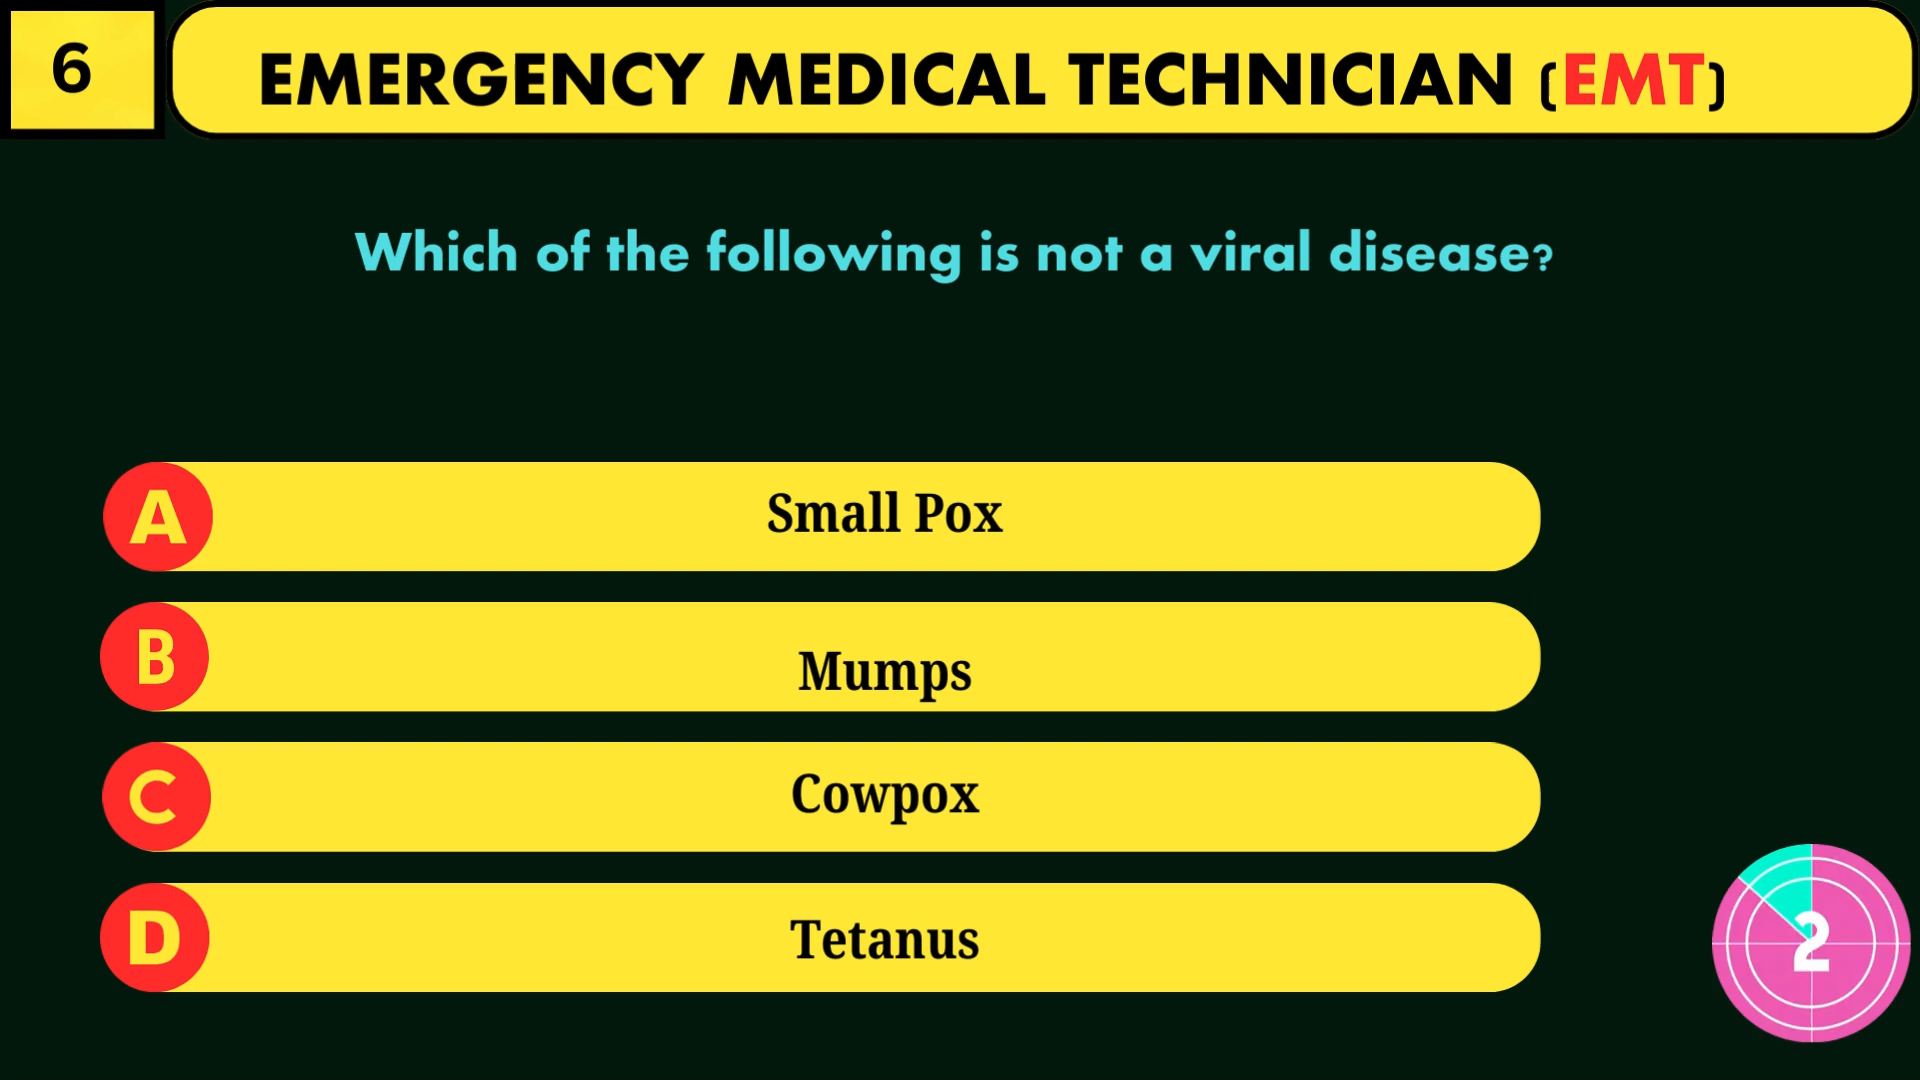 6
EMERGENCY MEDICAL TECHNICIAN (EMT)
Which of the following is not a viral disease?
A
Small Pox
B
Mumps
C
Cowpox
D
Tetanus
2